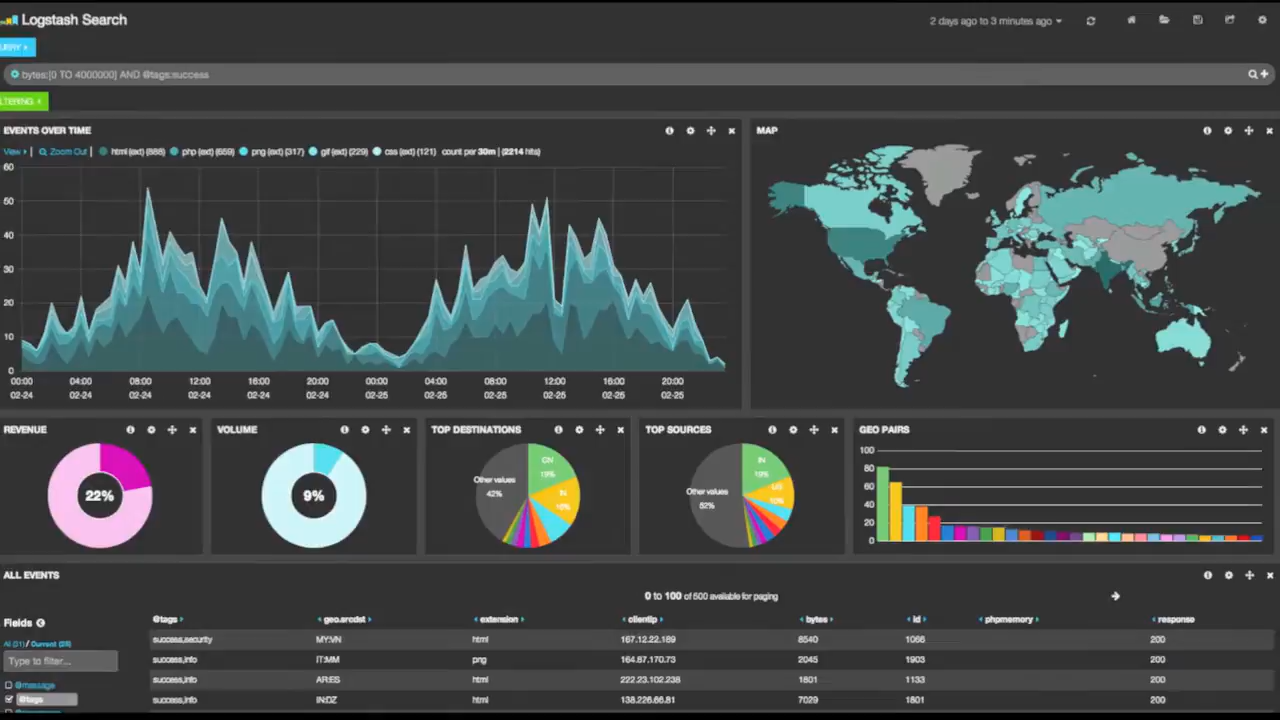 Logstash Search
2 days ago to 3 minutes ago
bytes:[0 TO 4000000] AND @tags:success
EVENTS OVER TIME
View | Zoom Out | html (ext) (888) php (ext) (659) png (ext) (317) gif (ext) (229) css (ext) (121) count per 30m | (2214 hits)
60
50
40
30
20
10
0
00:00 04:00 08:00 12:00 16:00 20:00 00:00 04:00 08:00 12:00 16:00 20:00
02-24 02-24 02-24 02-24 02-24 02-24 02-25 02-25 02-25 02-25 02-25 02-25
MAP
REVENUE
22%
VOLUME
9%
TOP DESTINATIONS
CN
19%
IN
Other values
42%
TOP SOURCES
IN
19%
US
Other values
52%
GEO PAIRS
100
80
60
40
20
0
ALL EVENTS
0 to 100 of 500 available for paging
Fields
All (31) / Current (28)
Type to filter...
@message
@tags
@tags geo.srcdst extension clientip bytes id phpmemory response
success,security MY:VN html 167.12.22.189 8540 1066 200
success,info IT:MM png 164.87.170.73 2045 1903 200
success,info AR:ES html 222.23.102.238 1801 1133 200
success,info IN:DZ html 138.226.86.81 7029 1801 200